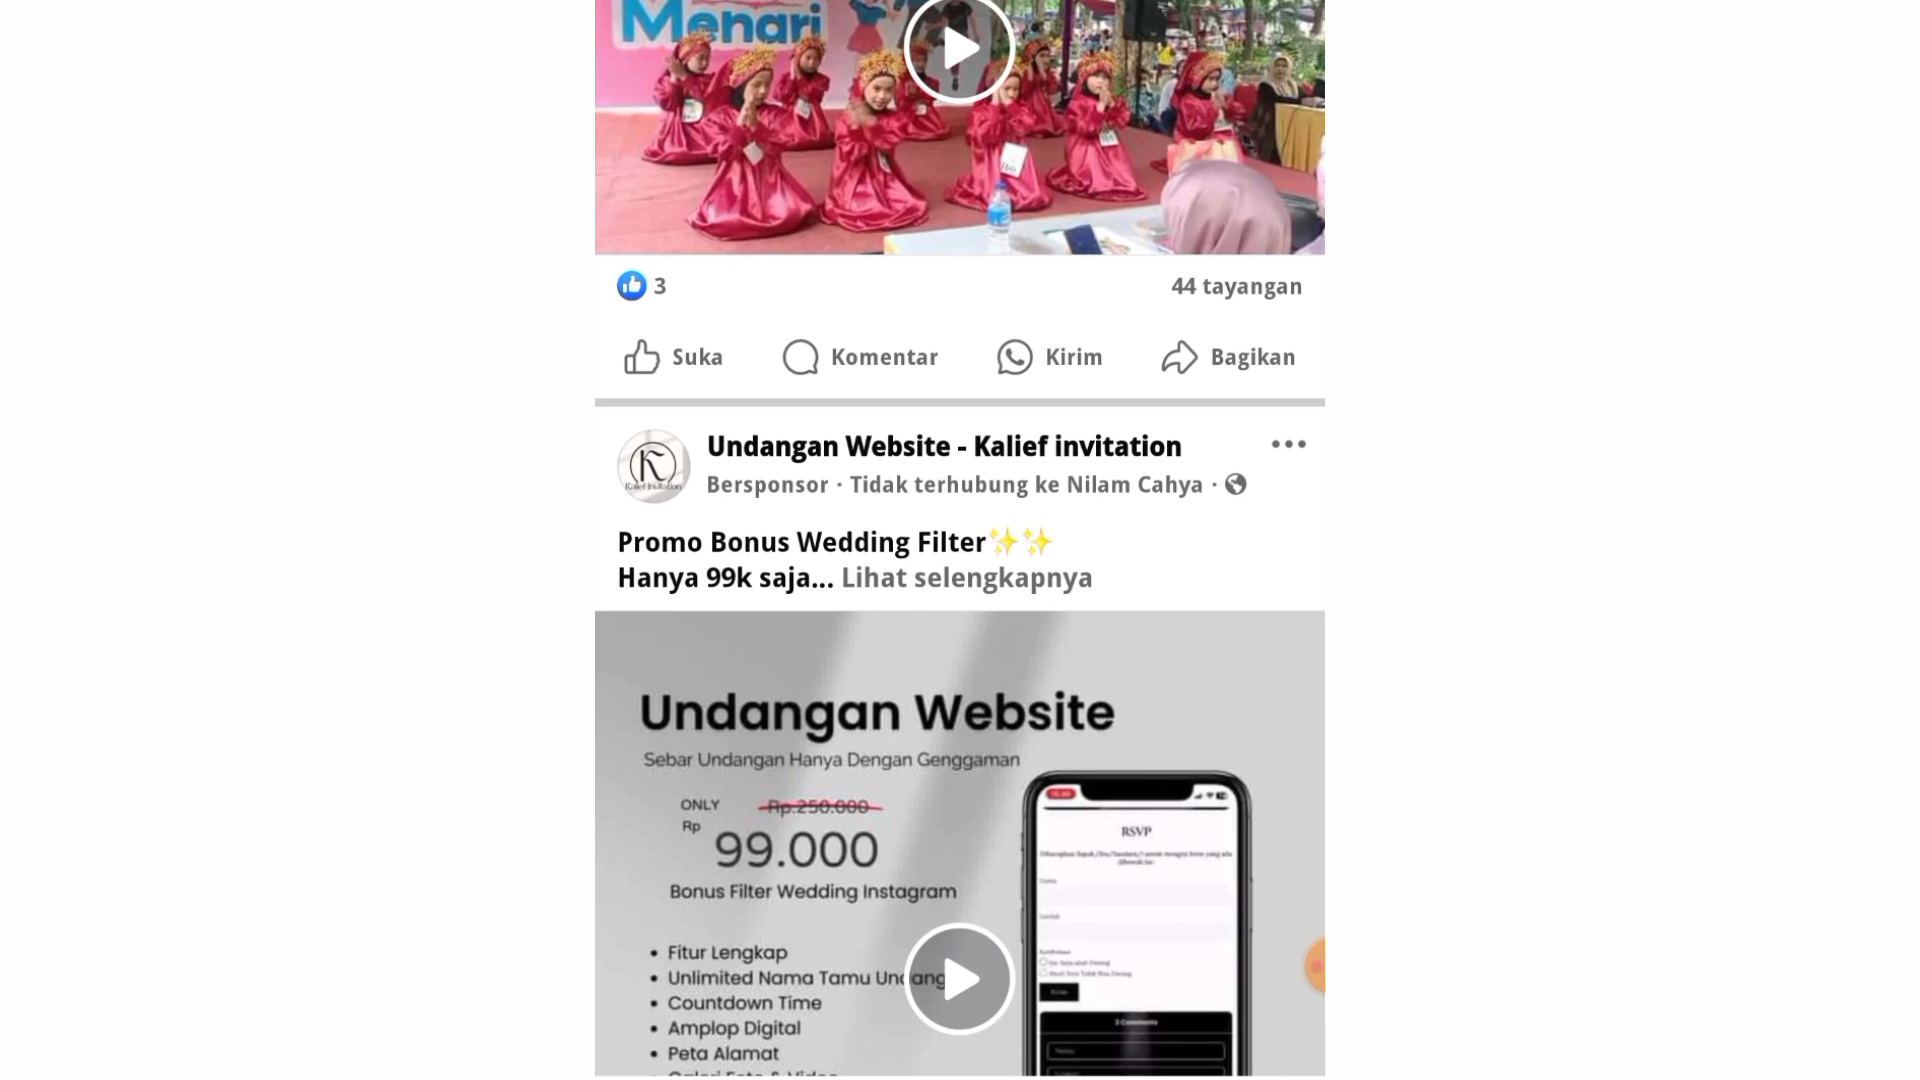 Menari
3
44 tayangan
Suka
Komentar
Kirim
Bagikan
Undangan Website - Kalief invitation
Bersponsor · Tidak terhubung ke Nilam Cahya ·
Kalief Invitation
Promo Bonus Wedding Filter✨✨
Hanya 99k saja... Lihat selengkapnya
Undangan Website
Sebar Undangan Hanya Dengan Genggaman
ONLY Rp.250.000
Rp
99.000
Bonus Filter Wedding Instagram
• Fitur Lengkap
• Unlimited Nama Tamu Undang
• Countdown Time
• Amplop Digital
• Peta Alamat
RSVP